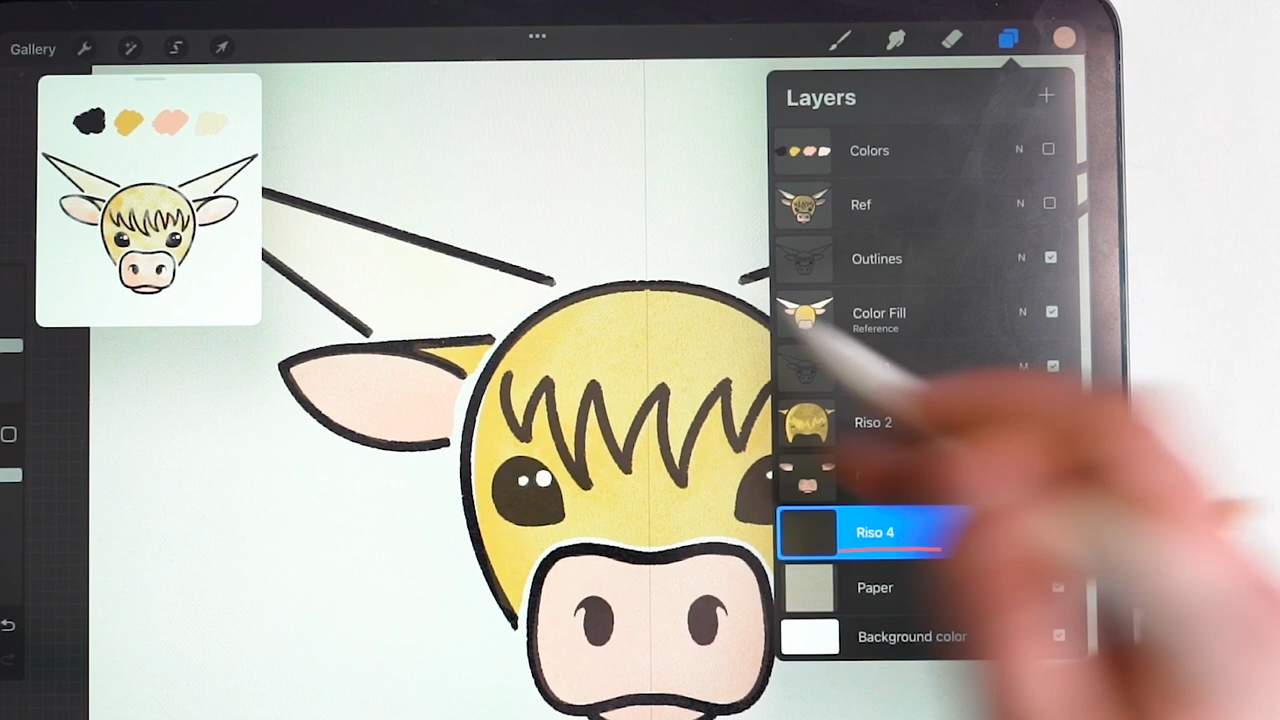 Gallery
Layers
Colors N
Ref N
Outlines N
Color Fill N
Reference
M
Riso 2
Riso 4
Paper
Background color